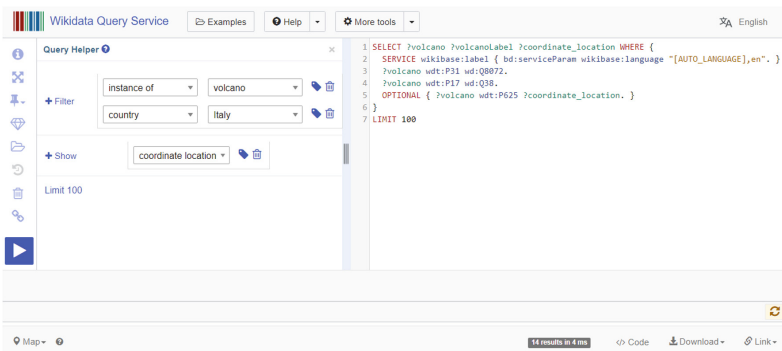 Wikidata Query Service
Examples
Help
More tools
English
Query Helper
×
+ Filter
instance of
volcano
country
Italy
+ Show
coordinate location
Limit 100
1 SELECT ?volcano ?volcanoLabel ?coordinate_location WHERE {
2 SERVICE wikibase:label { bd:serviceParam wikibase:language "[AUTO_LANGUAGE],en". }
3 ?volcano wdt:P31 wd:Q8072.
4 ?volcano wdt:P17 wd:Q38.
5 OPTIONAL { ?volcano wdt:P625 ?coordinate_location. }
6 }
7 LIMIT 100
Map
14 results in 4 ms
</> Code
Download
Link